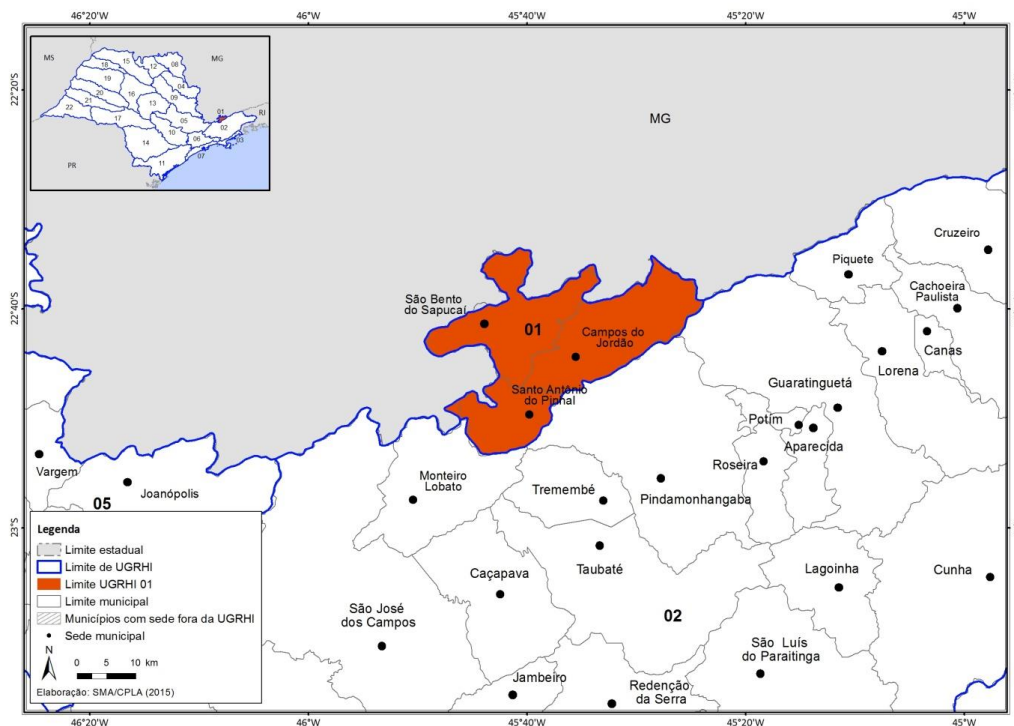 46°20'W 46°W 45°40'W 45°20'W 45°W
22°20'S
22°40'S
23°S
46°20'W 46°W 45°40'W 45°20'W 45°W
MS
MG
PR
RJ
18
15
12
08
19
04
20
16
09
21
13
22
17
05
01
02
10
06
03
14
07
11
MG
Cruzeiro
Piquete
Cachoeira
Paulista
São Bento
do Sapucaí
01
Campos do
Jordão
Canas
Lorena
Guaratinguetá
Santo Antônio
do Pinhal
Potim
Aparecida
Roseira
Vargem
Joanópolis
05
Monteiro
Lobato
Tremembé
Pindamonhangaba
Taubaté
Caçapava
Lagoinha
Cunha
São José
dos Campos
02
São Luís
do Paraitinga
Jambeiro
Redenção
da Serra
Legenda
Limite estadual
Limite de UGRHI
Limite UGRHI 01
Limite municipal
Municípios com sede fora da UGRHI
Sede municipal
N
0 5 10 km
Elaboração: SMA/CPLA (2015)